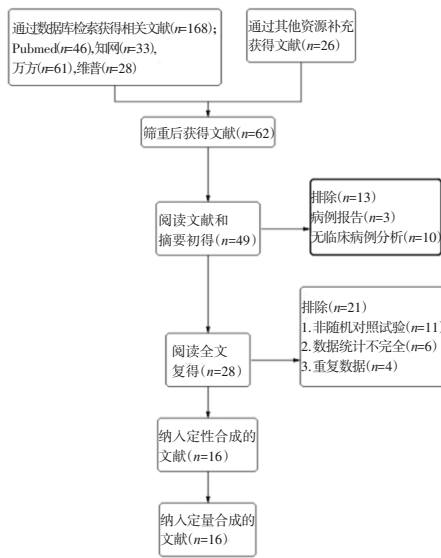 通过数据库检索获得相关文献(n=168);
Pubmed(n=46),知网(n=33),
万方(n=61),维普(n=28)
通过其他资源补充
获得文献(n=26)
筛重后获得文献(n=62)
阅读文献和
摘要初得(n=49)
排除(n=13)
病例报告(n=3)
无临床病例分析(n=10)
阅读全文
复得(n=28)
排除(n=21)
1.非随机对照试验(n=11)
2.数据统计不完全(n=6)
3.重复数据(n=4)
纳入定性合成的
文献(n=16)
纳入定量合成的
文献(n=16)